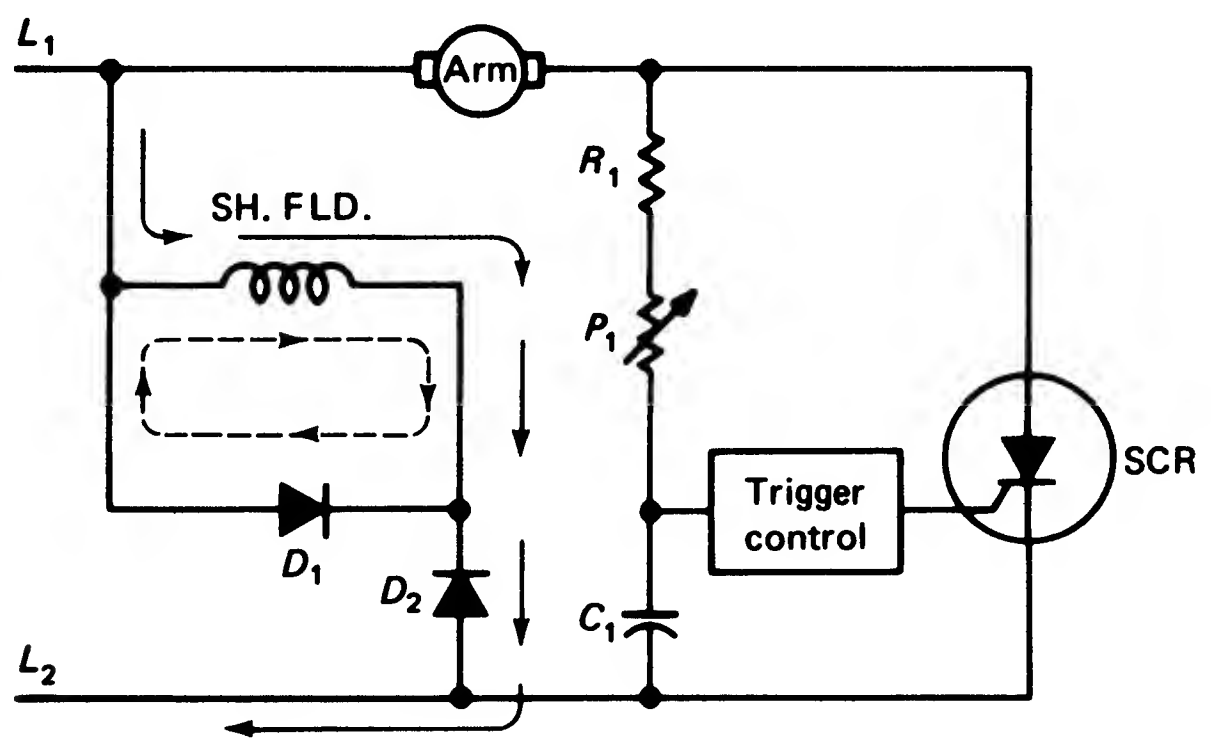 L1
Arm
R1
SH. FLD.
P1
SCR
Trigger
control
D1
D2
C1
L2